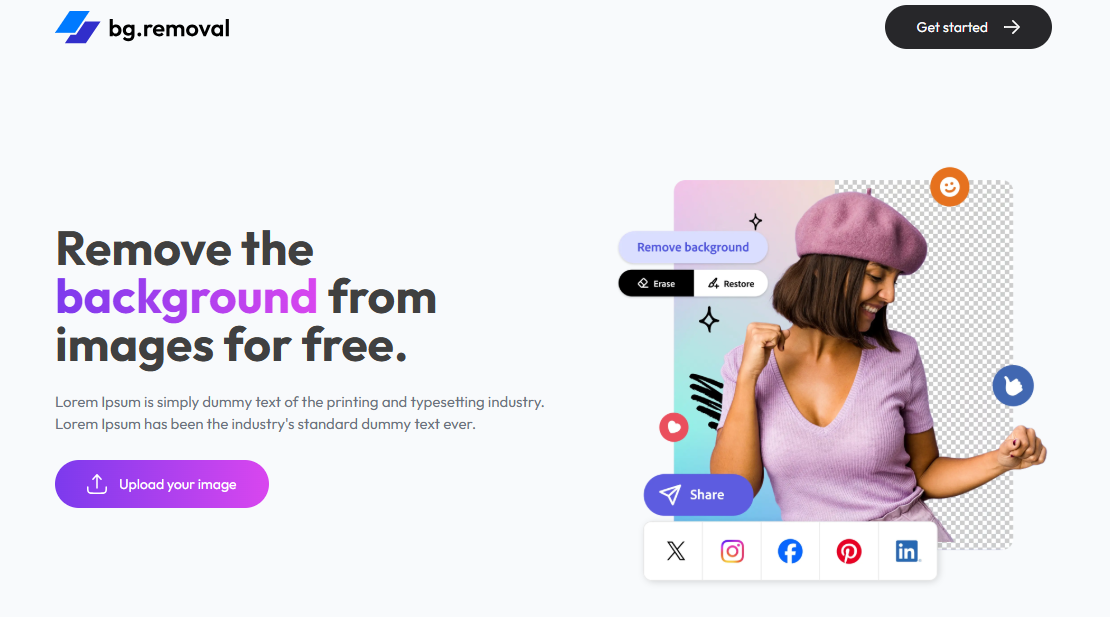 bg.removal
Get started
Remove the
background from
images for free.
Lorem Ipsum is simply dummy text of the printing and typesetting industry.
Lorem Ipsum has been the industry's standard dummy text ever.
Upload your image
Remove background
Erase
Restore
Share
in